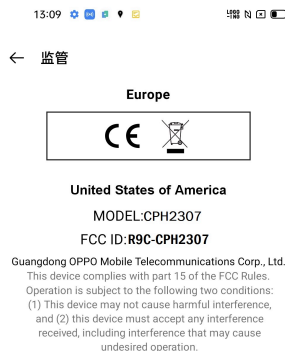 13:09
← 监管
Europe
CE
United States of America
MODEL:CPH2307
FCC ID:R9C-CPH2307
Guangdong OPPO Mobile Telecommunications Corp., Ltd.
This device complies with part 15 of the FCC Rules.
Operation is subject to the following two conditions:
(1) This device may not cause harmful interference,
and (2) this device must accept any interference
received, including interference that may cause
undesired operation.